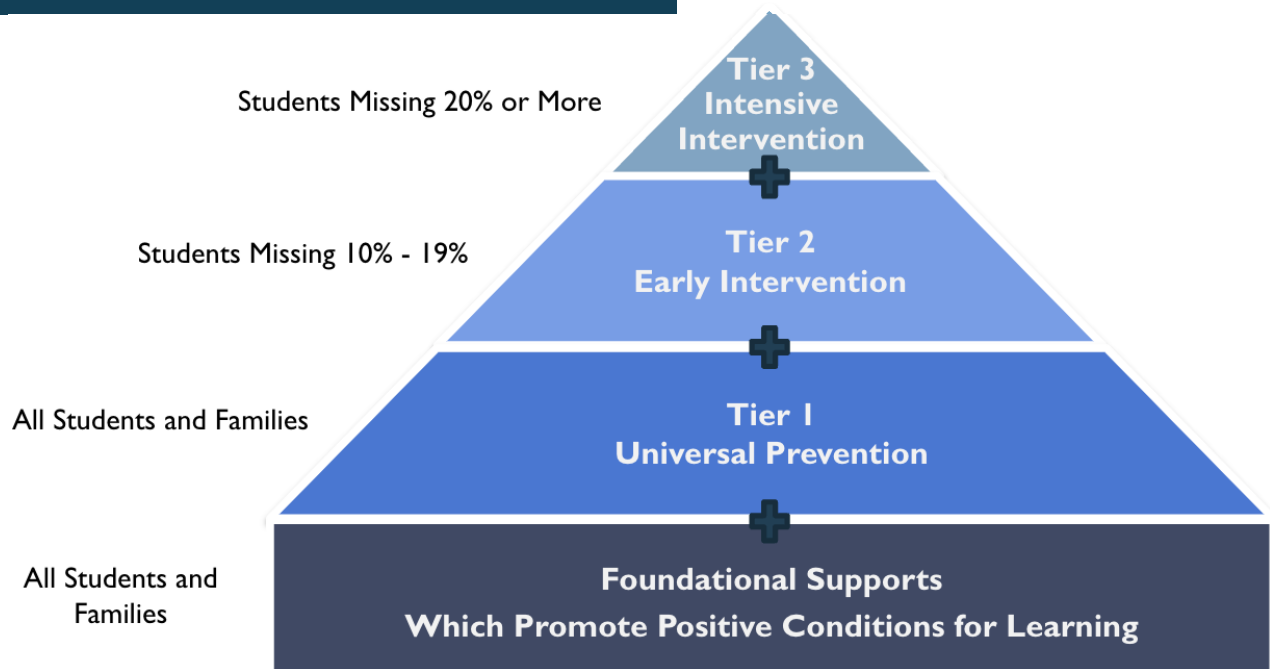 Students Missing 20% or More
Tier 3
Intensive
Intervention
Students Missing 10% - 19%
Tier 2
Early Intervention
All Students and Families
Tier 1
Universal Prevention
All Students and
Families
Foundational Supports
Which Promote Positive Conditions for Learning